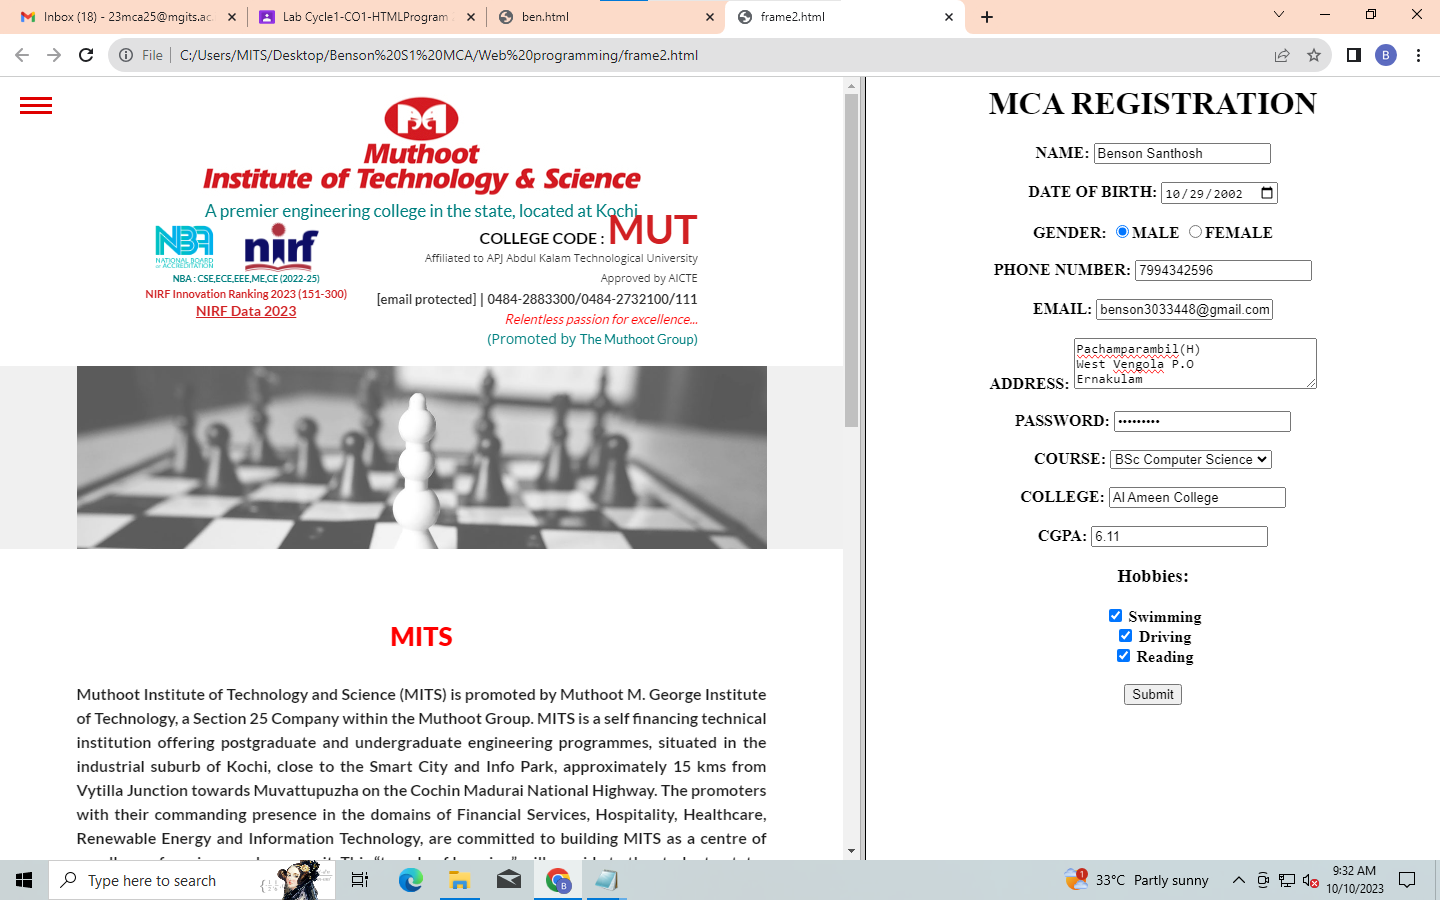 Inbox (18) - 23mca25@mgits.ac.
Lab Cycle1-CO1-HTMLProgram
ben.html
frame2.html
File
C:/Users/MITS/Desktop/Benson%20S1%20MCA/Web%20programming/frame2.html
B
Muthoot
Institute of Technology & Science
A premier engineering college in the state, located at Kochi
NBA
NATIONAL BOARD
of ACCREDITATION
nirf
COLLEGE CODE : MUT
Affiliated to APJ Abdul Kalam Technological University
NBA : CSE,ECE,EEE,ME,CE (2022-25)
Approved by AICTE
NIRF Innovation Ranking 2023 (151-300)
[email protected] | 0484-2883300/0484-2732100/111
NIRF Data 2023
Relentless passion for excellence...
(Promoted by The Muthoot Group)
MITS
Muthoot Institute of Technology and Science (MITS) is promoted by Muthoot M. George Institute
of Technology, a Section 25 Company within the Muthoot Group. MITS is a self financing technical
institution offering postgraduate and undergraduate engineering programmes, situated in the
industrial suburb of Kochi, close to the Smart City and Info Park, approximately 15 kms from
Vytilla Junction towards Muvattupuzha on the Cochin Madurai National Highway. The promoters
with their commanding presence in the domains of Financial Services, Hospitality, Healthcare,
Renewable Energy and Information Technology, are committed to building MITS as a centre of
MCA REGISTRATION
NAME: Benson Santhosh
DATE OF BIRTH: 10/29/2002
GENDER: MALE FEMALE
PHONE NUMBER: 7994342596
EMAIL: benson3033448@gmail.com
Pachamparambil(H)
West Vengola P.O
Ernakulam
ADDRESS:
PASSWORD: •••••••••
COURSE: BSc Computer Science
COLLEGE: Al Ameen College
CGPA: 6.11
Hobbies:
Swimming
Driving
Reading
Submit
Type here to search
B
1
33°C Partly sunny
9:32 AM
10/10/2023